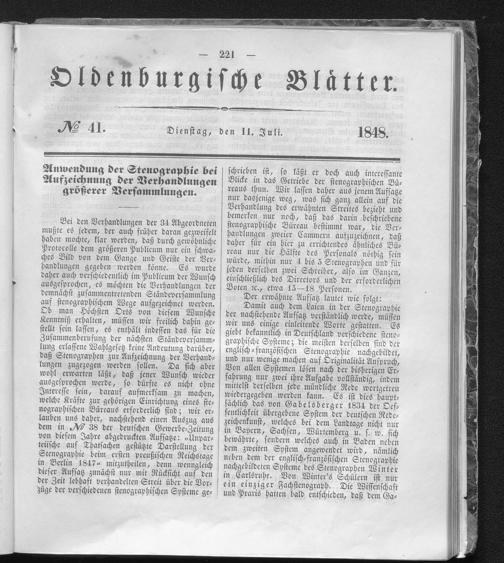 — 221 —
Oldenburgische Blätter.
№ 41.
Dienstag, den 11. Juli.
1848.
Anwendung der Stenographie bei
Aufzeichnung der Verhandlungen
größerer Versammlungen.
Bei den Verhandlungen der 34 Abgeordneten
mußte es jedem, der auch früher daran gezweifelt
haben mochte, klar werden, daß durch gewöhnliche
Protocolle dem größeren Publicum nur ein schwa-
ches Bild von dem Gange und Geiste der Ver-
handlungen gegeben werden könne. Es wurde
daher auch verschiedentlich im Publicum der Wunsch
ausgesprochen, es möchten die Verhandlungen der
demnächst zusammentretenden Ständeversammlung
auf stenographischem Wege aufgezeichnet werden.
Ob man Höchsten Orts von diesem Wunsche
Kenntniß erhalten, müssen wir freilich dahin ge-
stellt sein lassen, es enthält indessen das für die
Zusammenberufung der nächsten Ständeversamm-
lung erlassene Wahlgesetz keine Andeutung darüber,
daß Stenographen zur Aufzeichnung der Verhand-
lungen zugezogen werden sollen. Da sich aber
wohl erwarten läßt, daß jener Wunsch wieder
ausgesprochen werde, so dürfte es nicht ohne
Interesse sein, darauf aufmerksam zu machen,
welche Kräfte zur gehörigen Einrichtung eines ste-
nographischen Büreaus erforderlich sind; wir er-
lauben uns daher, nachstehend einen Auszug aus
dem in № 38 der deutschen Gewerbe-Zeitung
von diesem Jahre abgedruckten Aufsatze: „Unpar-
teiische auf Thatsachen gestützte Darstellung der
Stenographie beim ersten preußischen Reichstage
in Berlin 1847“ mitzutheilen, denn wenngleich
dieser Aufsatz zunächst nur mit Rücksicht auf den
der Zeit lebhaft verhandelten Streit über die Vor-
züge der verschiedenen stenographischen Systeme ge-
schrieben ist, so läßt er doch auch interessante
Blicke in das Getriebe der stenographischen Bü-
reaus thun. Wir lassen daher aus jenem Aufsatze
nur dasjenige weg, was sich ganz allein auf die
Verhandlung des erwähnten Streites bezieht und
bemerken nur noch, daß das darin beschriebene
stenographische Büreau bestimmt war, die Ver-
handlungen zweier Cammern aufzuzeichnen, daß
daher für ein hier zu errichtendes ähnliches Bü-
reau nur die Hälfte des Personals nöthig sein
würde, mithin nur 4 bis 5 Stenographen und für
jeden derselben zwei Schreiber, also im Ganzen,
einschließlich des Directors und der erforderlichen
Boten ꝛc., etwa 15—18 Personen.
Der erwähnte Aufsatz lautet wie folgt:
Damit auch den Laien in der Stenographie
der nachstehende Aufsatz verständlich werde, müssen
wir uns einige einleitende Worte gestatten. Es
giebt bekanntlich in Deutschland verschiedene steno-
graphische Systeme; die meisten derselben sind der
englisch-französischen Stenographie nachgebildet,
und nur wenige machen auf Originalität Anspruch.
Von allen Systemen lösen nach der bisherigen Er-
fahrung nur zwei ihre Aufgabe vollständig, indem
mittelst derselben jede mündliche Rede wortgetreu
wiedergegeben werden kann. Es ist dies haupt-
sächlich das von Gabelsberger 1834 der Oef-
fentlichkeit übergebene System der deutschen Rede-
zeichenkunst, welches bei dem Landtage nicht nur
in Bayern, Sachsen, Würtemberg u. s. w. sich
bewährte, sondern welches auch in Baden neben
dem zweiten System angewendet wird, nämlich
neben dem der englisch-französischen Stenographie
nachgebildeten Systeme des Stenographen Winter
in Carlsruhe. Von Winter's Schülern ist nur
ein einziger Fachstenograph. Die Wissenschaft
und Praxis hatten bald entschieden, daß dem Ga-